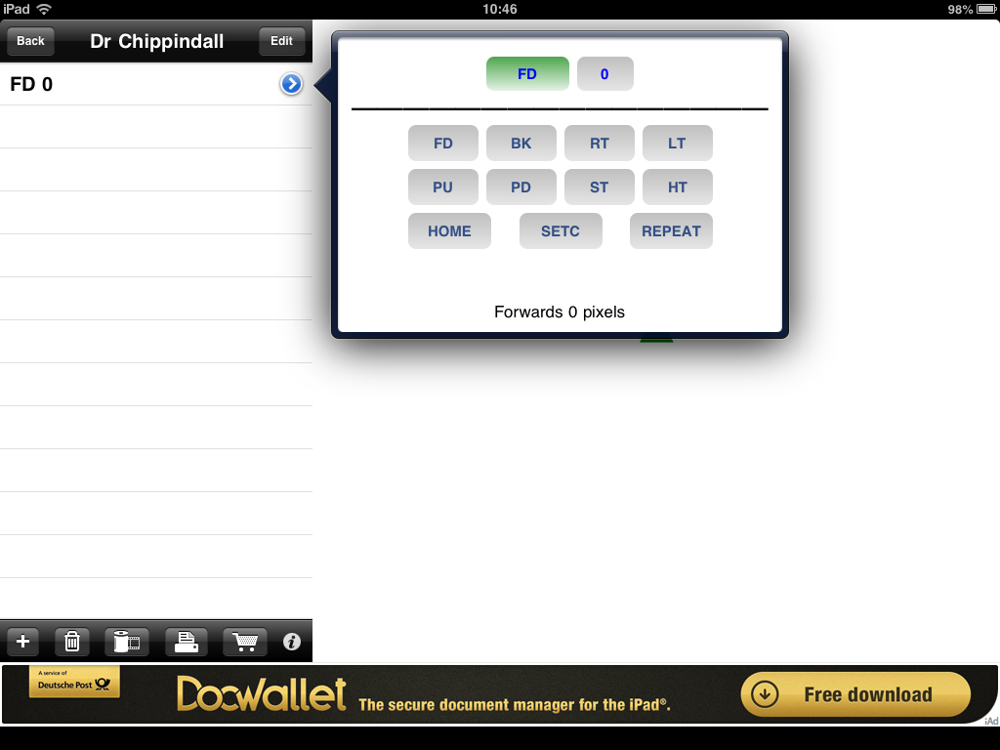 iPad 10:46 98%
Back Dr Chippindall Edit
FD 0
FD 0
FD BK RT LT
PU PD ST HT
HOME SETC REPEAT
Forwards 0 pixels
A service of
Deutsche Post
DocWallet The secure document manager for the iPad®.
Free download
iAd